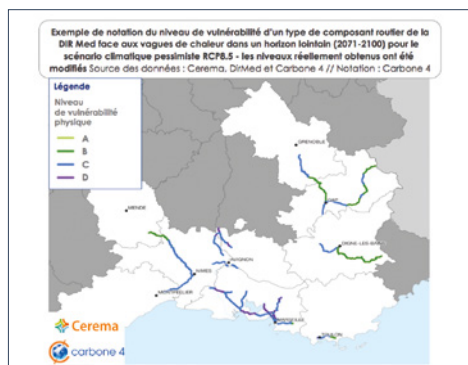 Exemple de notation du niveau de vulnérabilité d'un type de composant routier de la
DIR Med face aux vagues de chaleur dans un horizon lointain (2071-2100) pour le
scénario climatique pessimiste RCP8.5 - les niveaux réellement obtenus ont été
modifiés Source des données : Cerema, DirMed et Carbone 4 // Notation : Carbone 4
Légende
Niveau
de vulnérabilité
physique
A
B
C
D
GRENOBLE
GAP
MENDE
DIGNE-LES-BAINS
AVIGNON
NIMES
MONTPELLIER
MARSEILLE
TOULON
Cerema
carbone 4